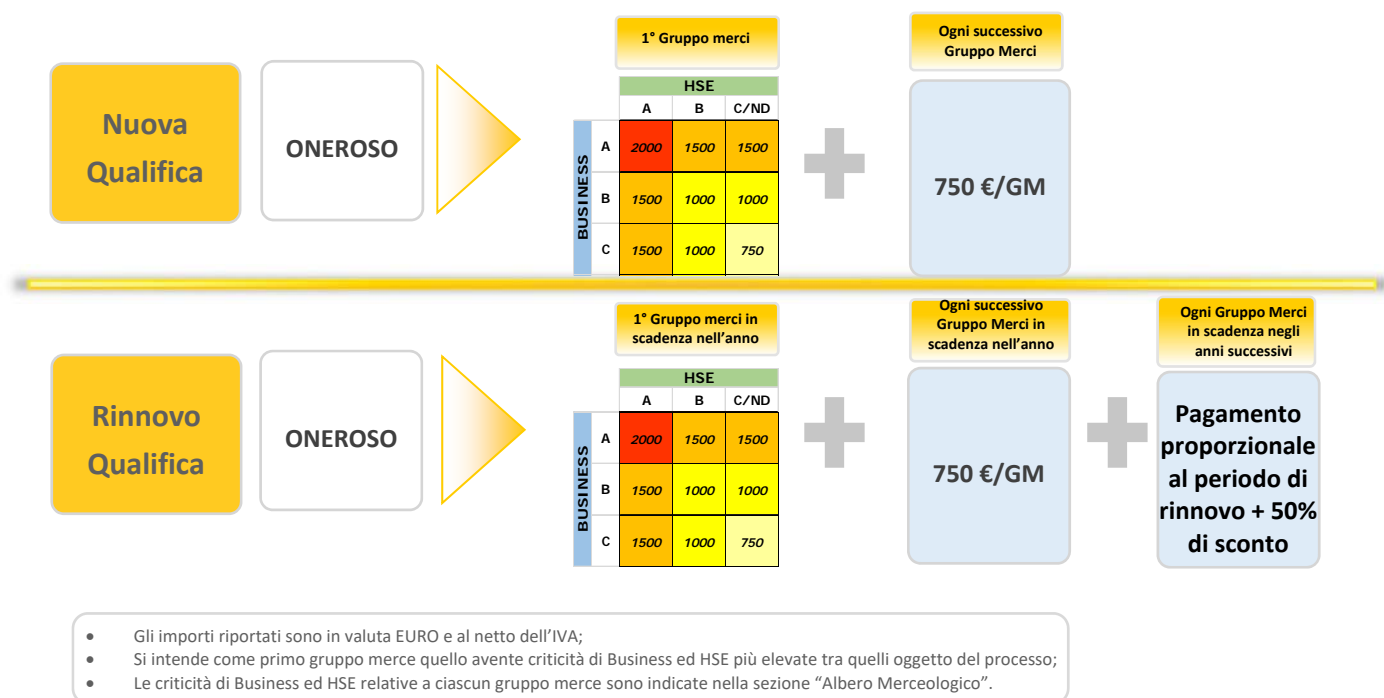 1° Gruppo merci
Ogni successivo
Gruppo Merci
Nuova
Qualifica
ONEROSO
HSE
A B C/ND
BUSINESS
A 2000 1500 1500
B 1500 1000 1000
C 1500 1000 750
750 €/GM
1° Gruppo merci in
scadenza nell'anno
Ogni successivo
Gruppo Merci in
scadenza nell'anno
Ogni Gruppo Merci
in scadenza negli
anni successivi
Rinnovo
Qualifica
ONEROSO
HSE
A B C/ND
BUSINESS
A 2000 1500 1500
B 1500 1000 1000
C 1500 1000 750
750 €/GM
Pagamento
proporzionale
al periodo di
rinnovo + 50%
di sconto
• Gli importi riportati sono in valuta EURO e al netto dell'IVA;
• Si intende come primo gruppo merce quello avente criticità di Business ed HSE più elevate tra quelli oggetto del processo;
• Le criticità di Business ed HSE relative a ciascun gruppo merce sono indicate nella sezione “Albero Merceologico”.